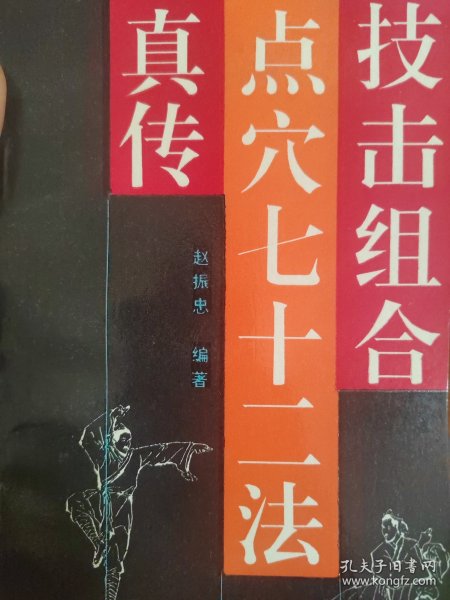 技击组合
点穴七十二法
真传
赵振忠 编著
孔夫子旧书网
www.kongfz.com